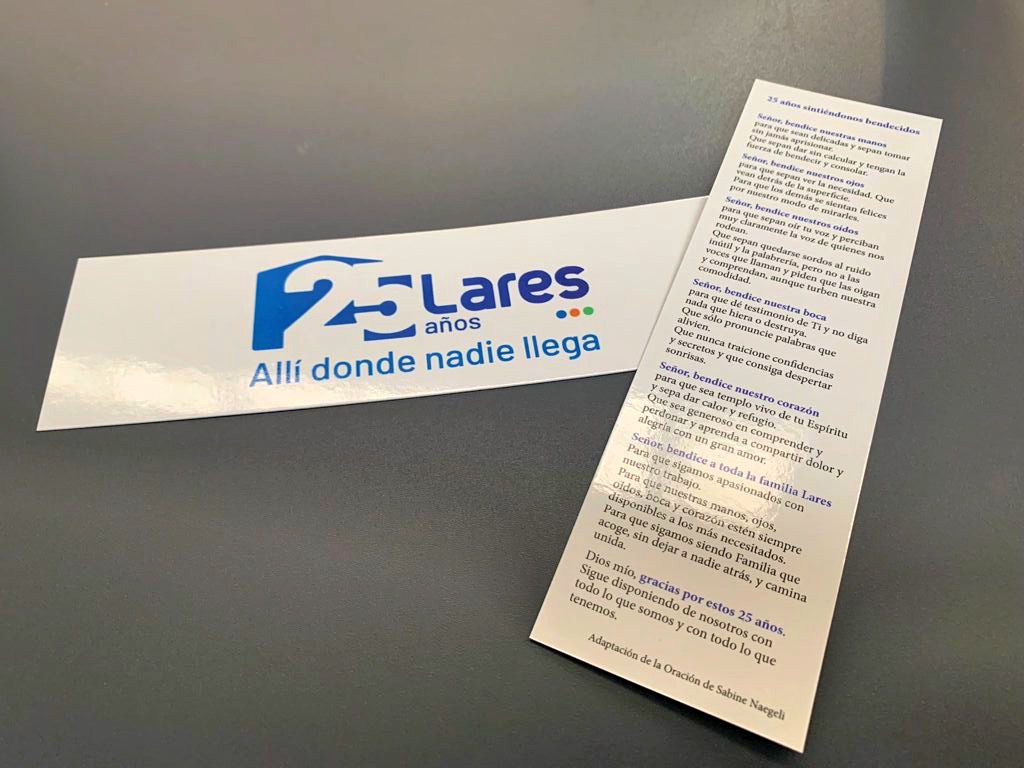 25 Lares
años
Allí donde nadie llega
25 años sintiéndonos bendecidos
Señor, bendice nuestras manos
para que sean delicadas y sepan tomar
sin jamás aprisionar.
Que sepan dar sin calcular y tengan la
fuerza de bendecir y consolar.
Señor, bendice nuestros ojos
para que sepan ver la necesidad. Que
vean detrás de la superficie.
Para que los demás se sientan felices
por nuestro modo de mirarles.
Señor, bendice nuestros oídos
para que sepan oír tu voz y perciban
muy claramente la voz de quienes nos
rodean.
Que sepan quedarse sordos al ruido
inútil y la palabrería, pero no a las
voces que llaman y piden que las oigan
y comprendan, aunque turben nuestra
comodidad.
Señor, bendice nuestra boca
para que dé testimonio de Ti y no diga
nada que hiera o destruya.
Que sólo pronuncie palabras que
alivien.
Que nunca traicione confidencias
y secretos y que consiga despertar
sonrisas.
Señor, bendice nuestro corazón
para que sea templo vivo de tu Espíritu
y sepa dar calor y refugio.
Que sea generoso en comprender y
perdonar y aprenda a compartir dolor y
alegría con un gran amor.
Señor, bendice a toda la familia Lares
Para que sigamos apasionados con
nuestro trabajo.
Para que nuestras manos, ojos,
oídos, boca y corazón estén siempre
disponibles a los más necesitados.
Para que sigamos siendo Familia que
acoge, sin dejar a nadie atrás, y camina
unida.
Dios mío, gracias por estos 25 años.
Sigue disponiendo de nosotros con
todo lo que somos y con todo lo que
tenemos.
Adaptación de la Oración de Sabine Naegeli